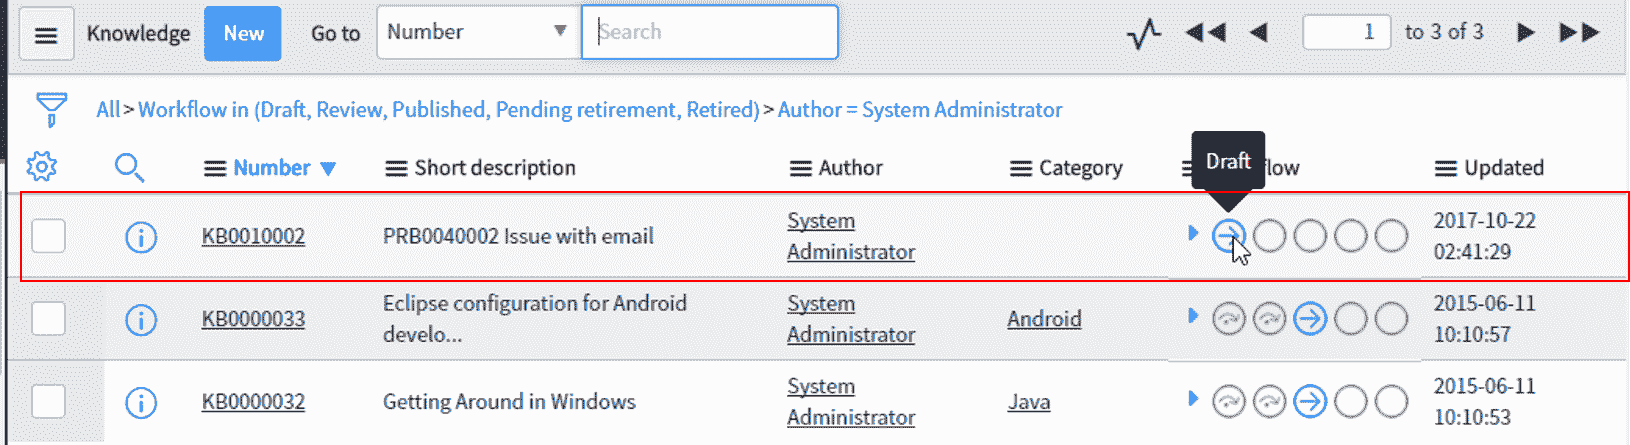 Knowledge New Go to Number Search 1 to 3 of 3
All > Workflow in (Draft, Review, Published, Pending retirement, Retired) > Author = System Administrator
Draft
Number Short description Author Category low Updated
KB0010002 PRB0040002 Issue with email System Administrator 2017-10-22 02:41:29
KB0000033 Eclipse configuration for Android develo... System Administrator Android 2015-06-11 10:10:57
KB0000032 Getting Around in Windows System Administrator Java 2015-06-11 10:10:53